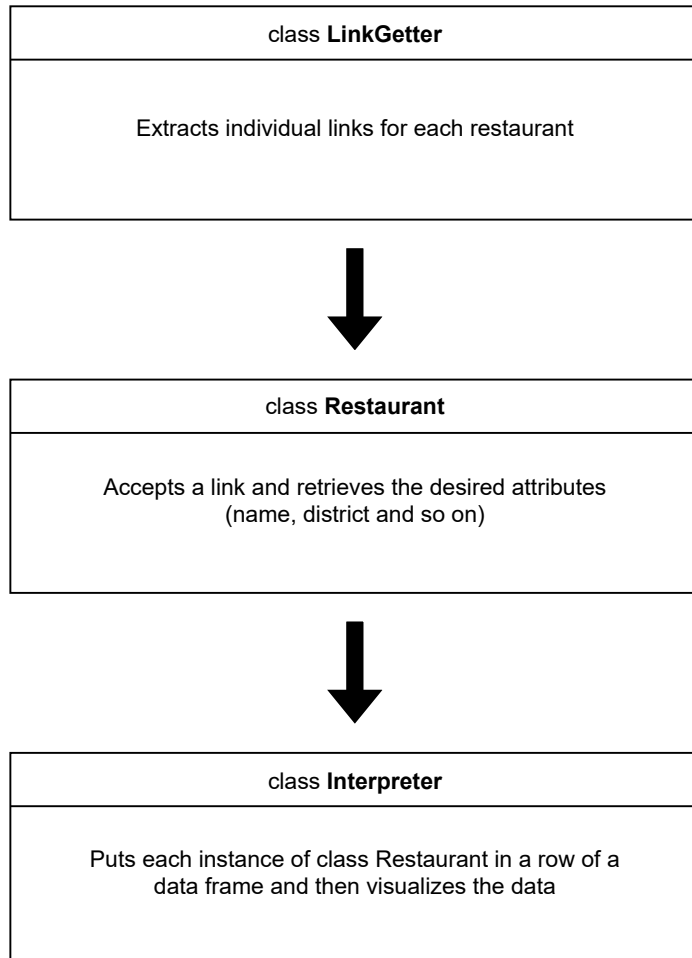 class LinkGetter
Extracts individual links for each restaurant
class Restaurant
Accepts a link and retrieves the desired attributes
(name, district and so on)
class Interpreter
Puts each instance of class Restaurant in a row of a
data frame and then visualizes the data